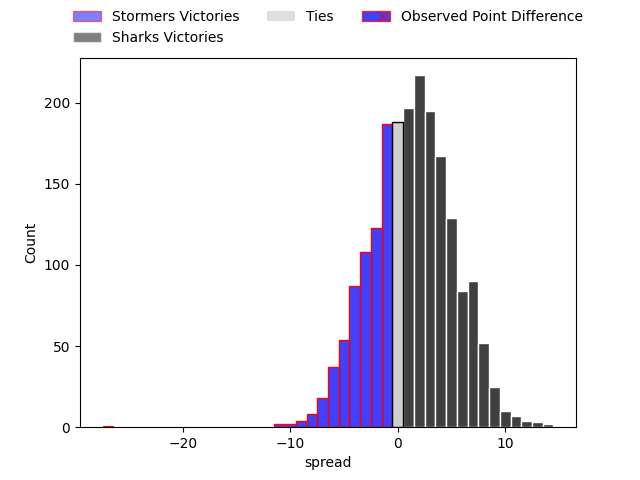 Stormers Victories
Ties
Observed Point Difference
Sharks Victories
200
150
100
50
0
Count
−20
−10
0
10
spread